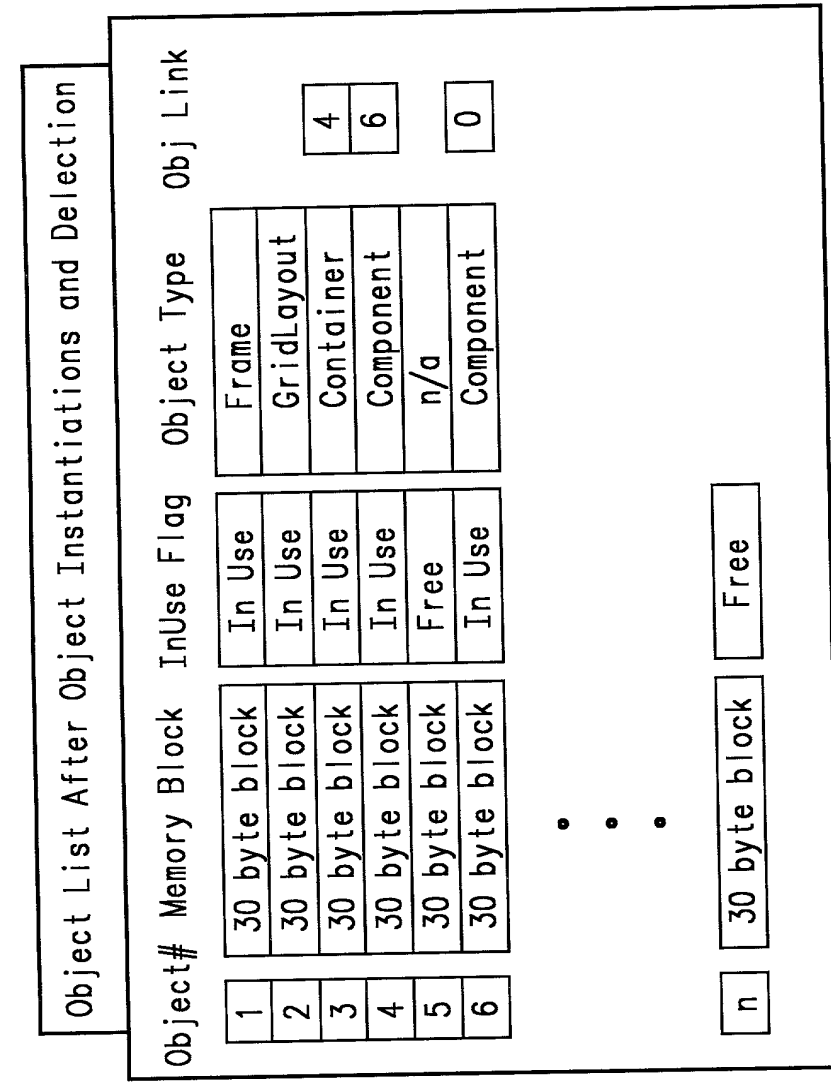 Object List After Object Instantiations and Delection
Object# Memory Block InUse Flag Object Type Obj Link
1 30 byte block In Use Frame
2 30 byte block In Use GridLayout
3 30 byte block In Use Container 4
4 30 byte block In Use Component 6
5 30 byte block Free n/a
6 30 byte block In Use Component 0
n 30 byte block Free